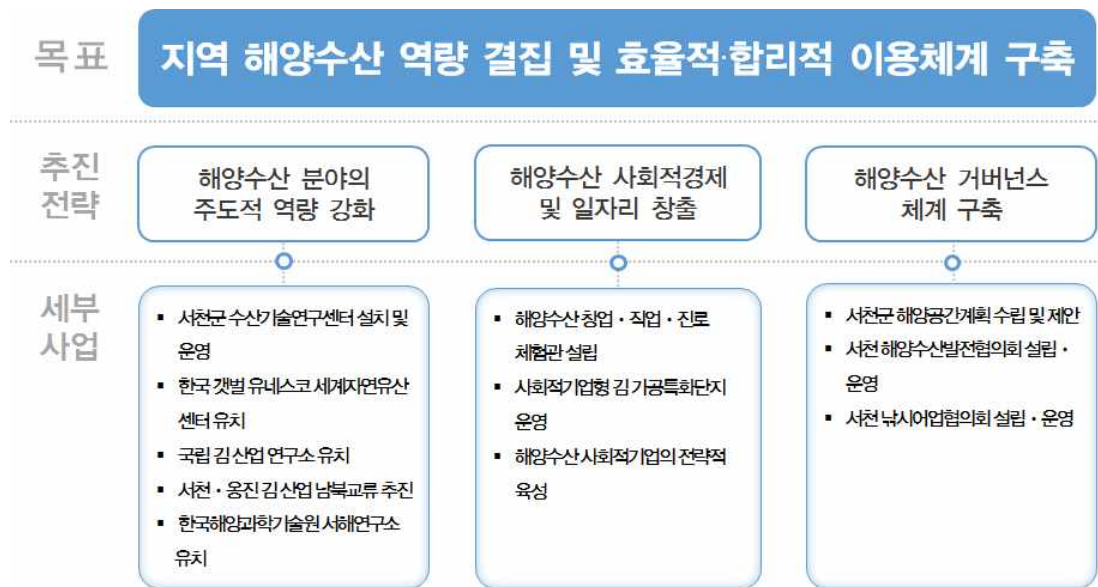 목표
지역 해양수산 역량 결집 및 효율적·합리적 이용체계 구축
추진
전략
해양수산 분야의
주도적 역량 강화
해양수산 사회적경제
및 일자리 창출
해양수산 거버넌스
체계 구축
세부
사업
▪ 서천군 수산기술연구센터 설치 및
운영
▪ 한국 갯벌 유네스코 세계자연유산
센터 유치
▪ 국립 김 산업 연구소 유치
▪ 서천・옹진 김 산업 남북교류 추진
▪ 한국해양과학기술원 서해연구소
유치
▪ 해양수산 창업・직업・진로
체험관 설립
▪ 사회적기업형 김 가공특화단지
운영
▪ 해양수산 사회적기업의 전략적
육성
▪ 서천군 해양공간계획 수립 및 제안
▪ 서천 해양수산발전협의회 설립・
운영
▪ 서천 낚시어업협의회 설립・운영